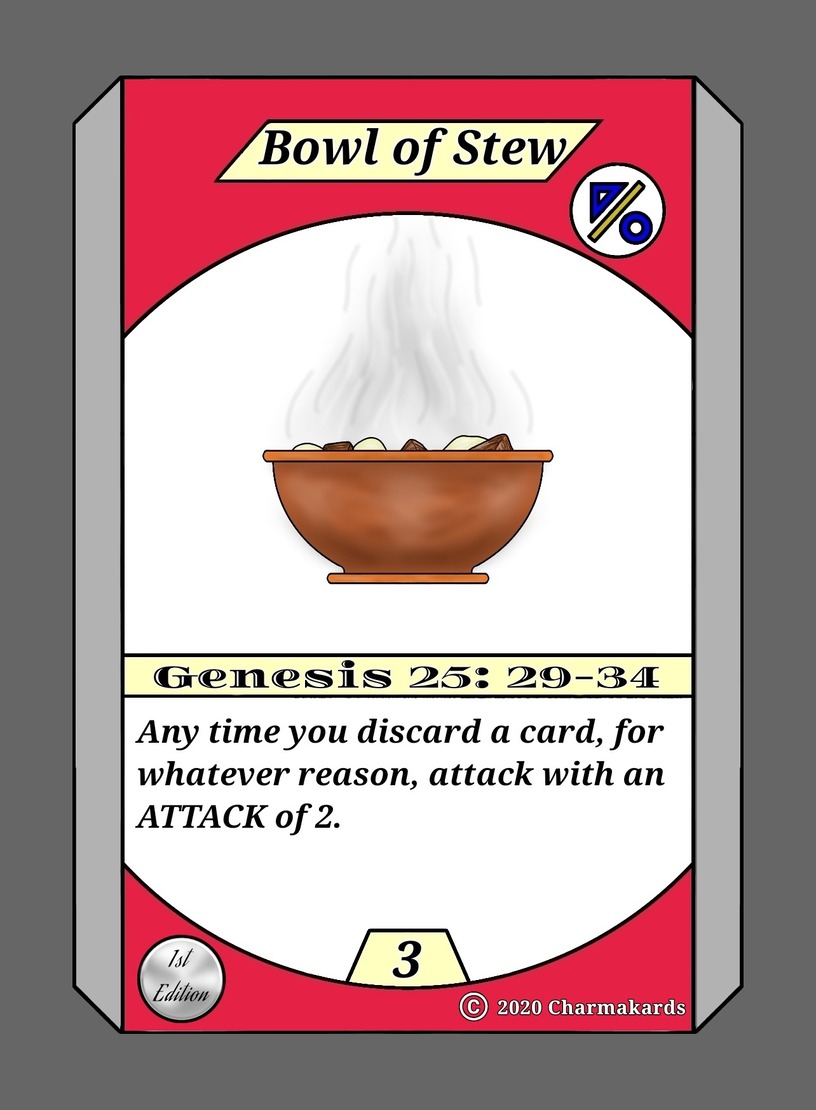 Bowl of Stew
Genesis 25: 29-34
Any time you discard a card, for
whatever reason, attack with an
ATTACK of 2.
3
1st
Edition
© 2020 Charmakards